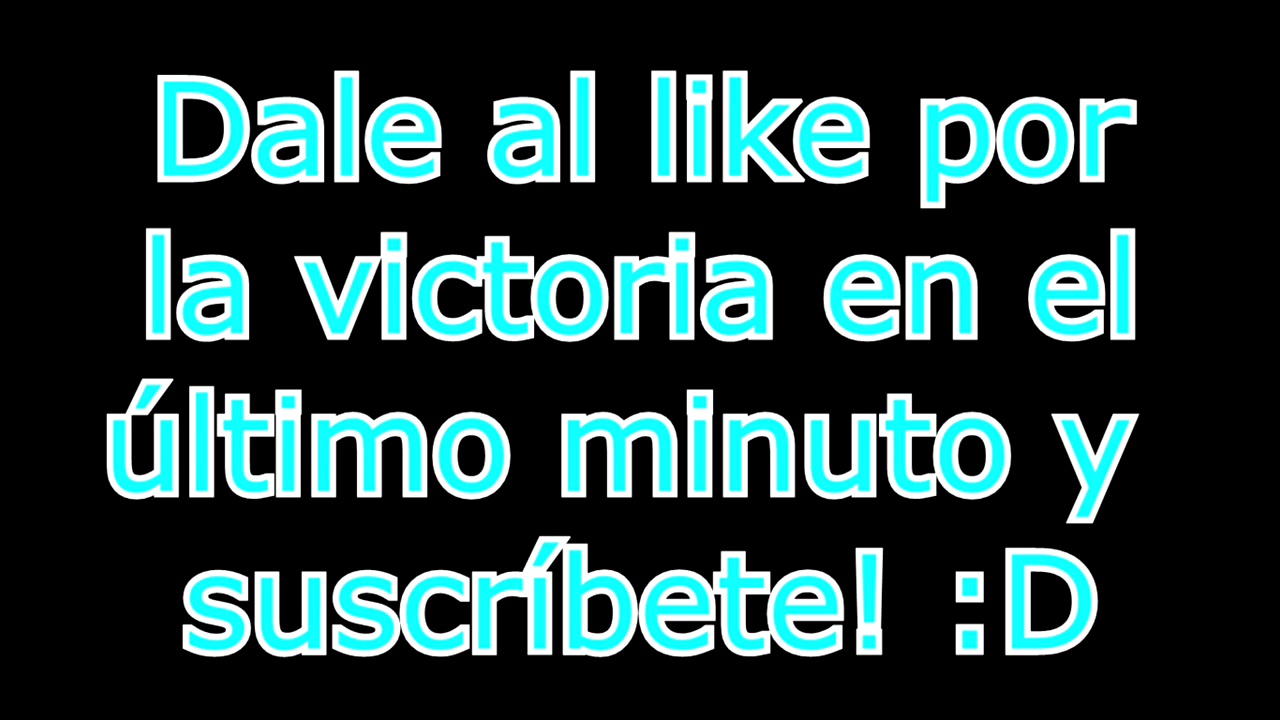 Dale al like por
la victoria en el
último minuto y
suscríbete! :D